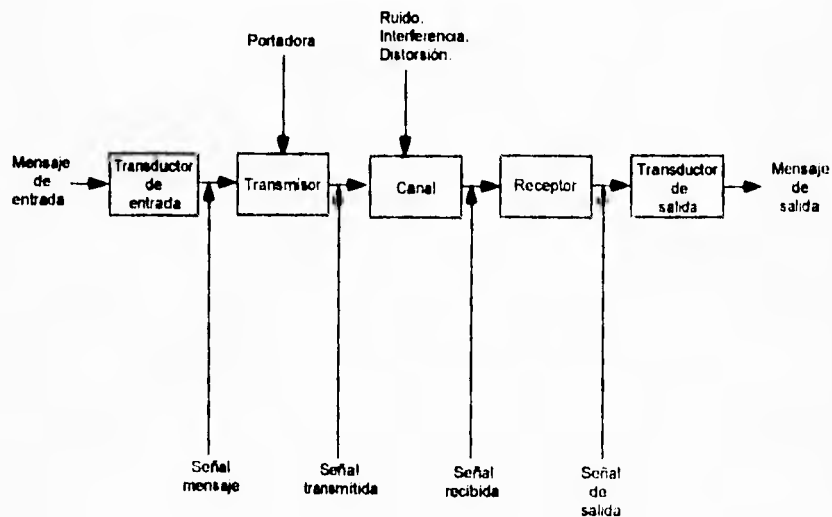 Ruido.
Interferencia.
Distorsión.
Portadora
Mensaje
de
entrada
Transductor
de
entrada
Transmisor
Canal
Receptor
Transductor
de
salida
Mensaje
de
salida
Señal
mensaje
Señal
transmitida
Señal
recibida
Señal
de
salida